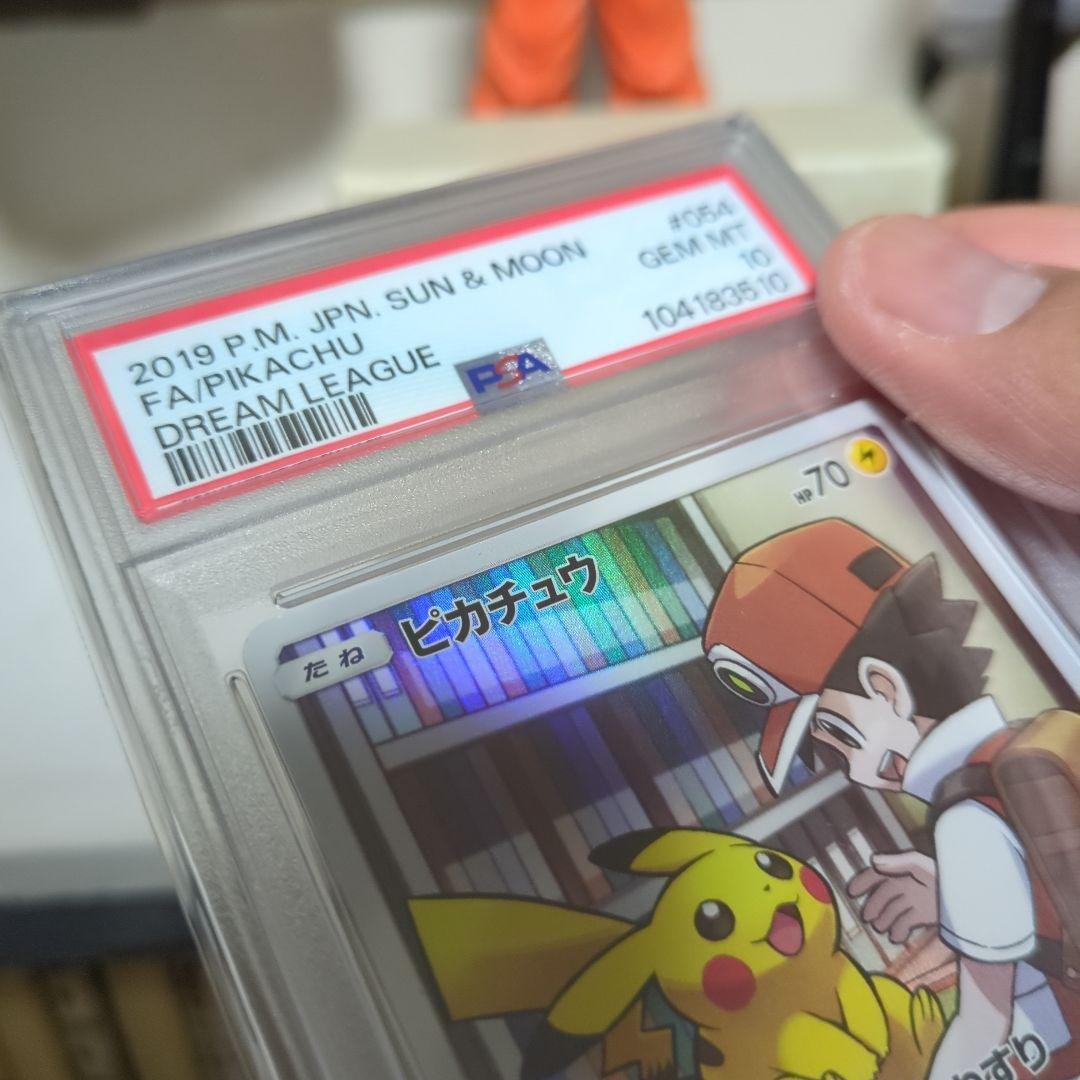 2019 P.M. JPN. SUN & MOON
#054
FA/PIKACHU
GEM MT
DREAM LEAGUE
10
104183510
PSA
たね
ピカチュウ
HP70